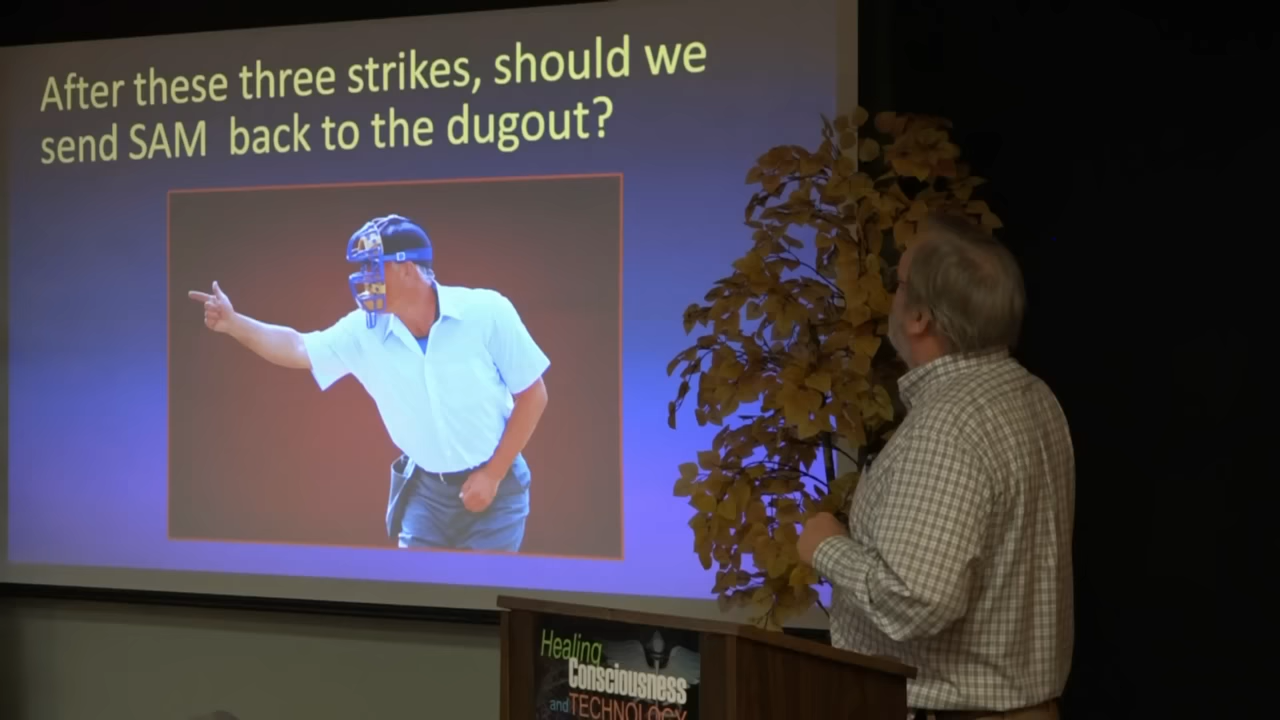 After these three strikes, should we
send SAM  back to the dugout?
Healing
Consciousness
and TECHNOLOGY